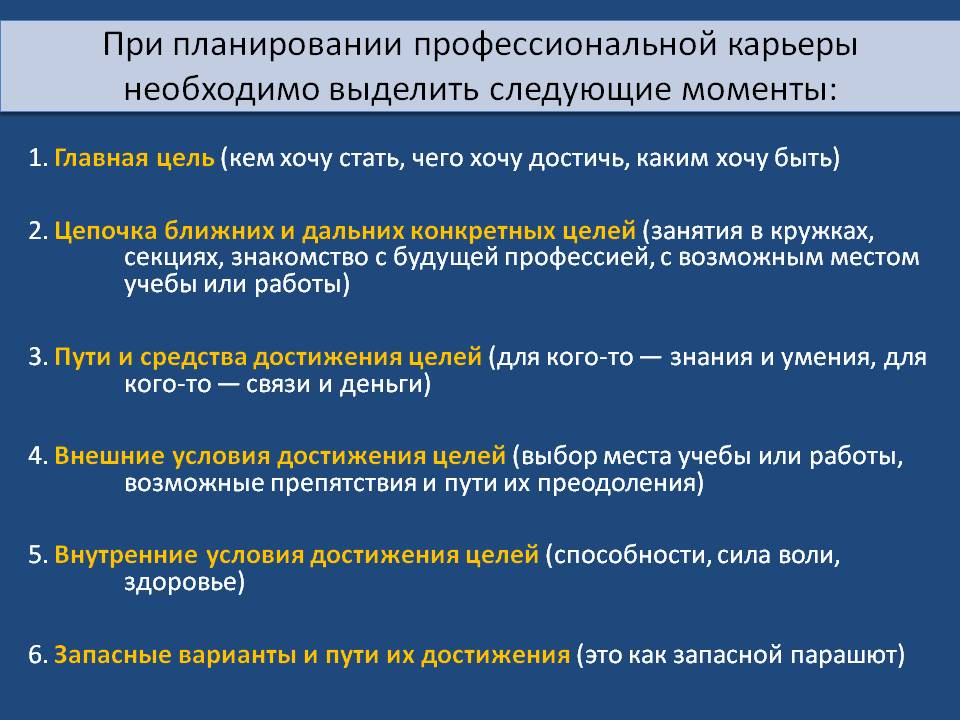 При планировании профессиональной карьеры
необходимо выделить следующие моменты:
1. Главная цель (кем хочу стать, чего хочу достичь, каким хочу быть)
2. Цепочка ближних и дальних конкретных целей (занятия в кружках,
секциях, знакомство с будущей профессией, с возможным местом
учебы или работы)
3. Пути и средства достижения целей (для кого-то — знания и умения, для
кого-то — связи и деньги)
4. Внешние условия достижения целей (выбор места учебы или работы,
возможные препятствия и пути их преодоления)
5. Внутренние условия достижения целей (способности, сила воли,
здоровье)
6. Запасные варианты и пути их достижения (это как запасной парашют)